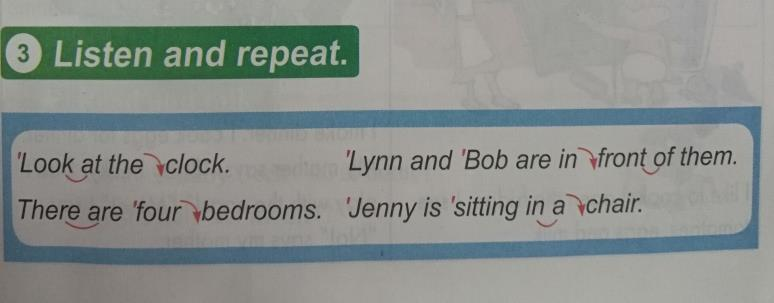 3 Listen and repeat.
'Look at the ↘clock.
'Lynn and 'Bob are in ↘front of them.
There are 'four ↘bedrooms.
'Jenny is 'sitting in a ↘chair.